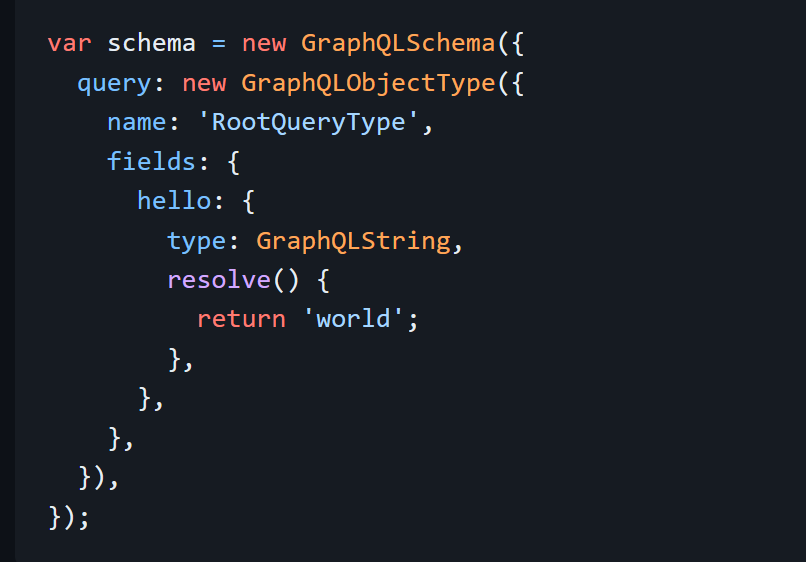 var schema = new GraphQLSchema({
  query: new GraphQLObjectType({
    name: 'RootQueryType',
    fields: {
      hello: {
        type: GraphQLString,
        resolve() {
          return 'world';
        },
      },
    },
  }),
});